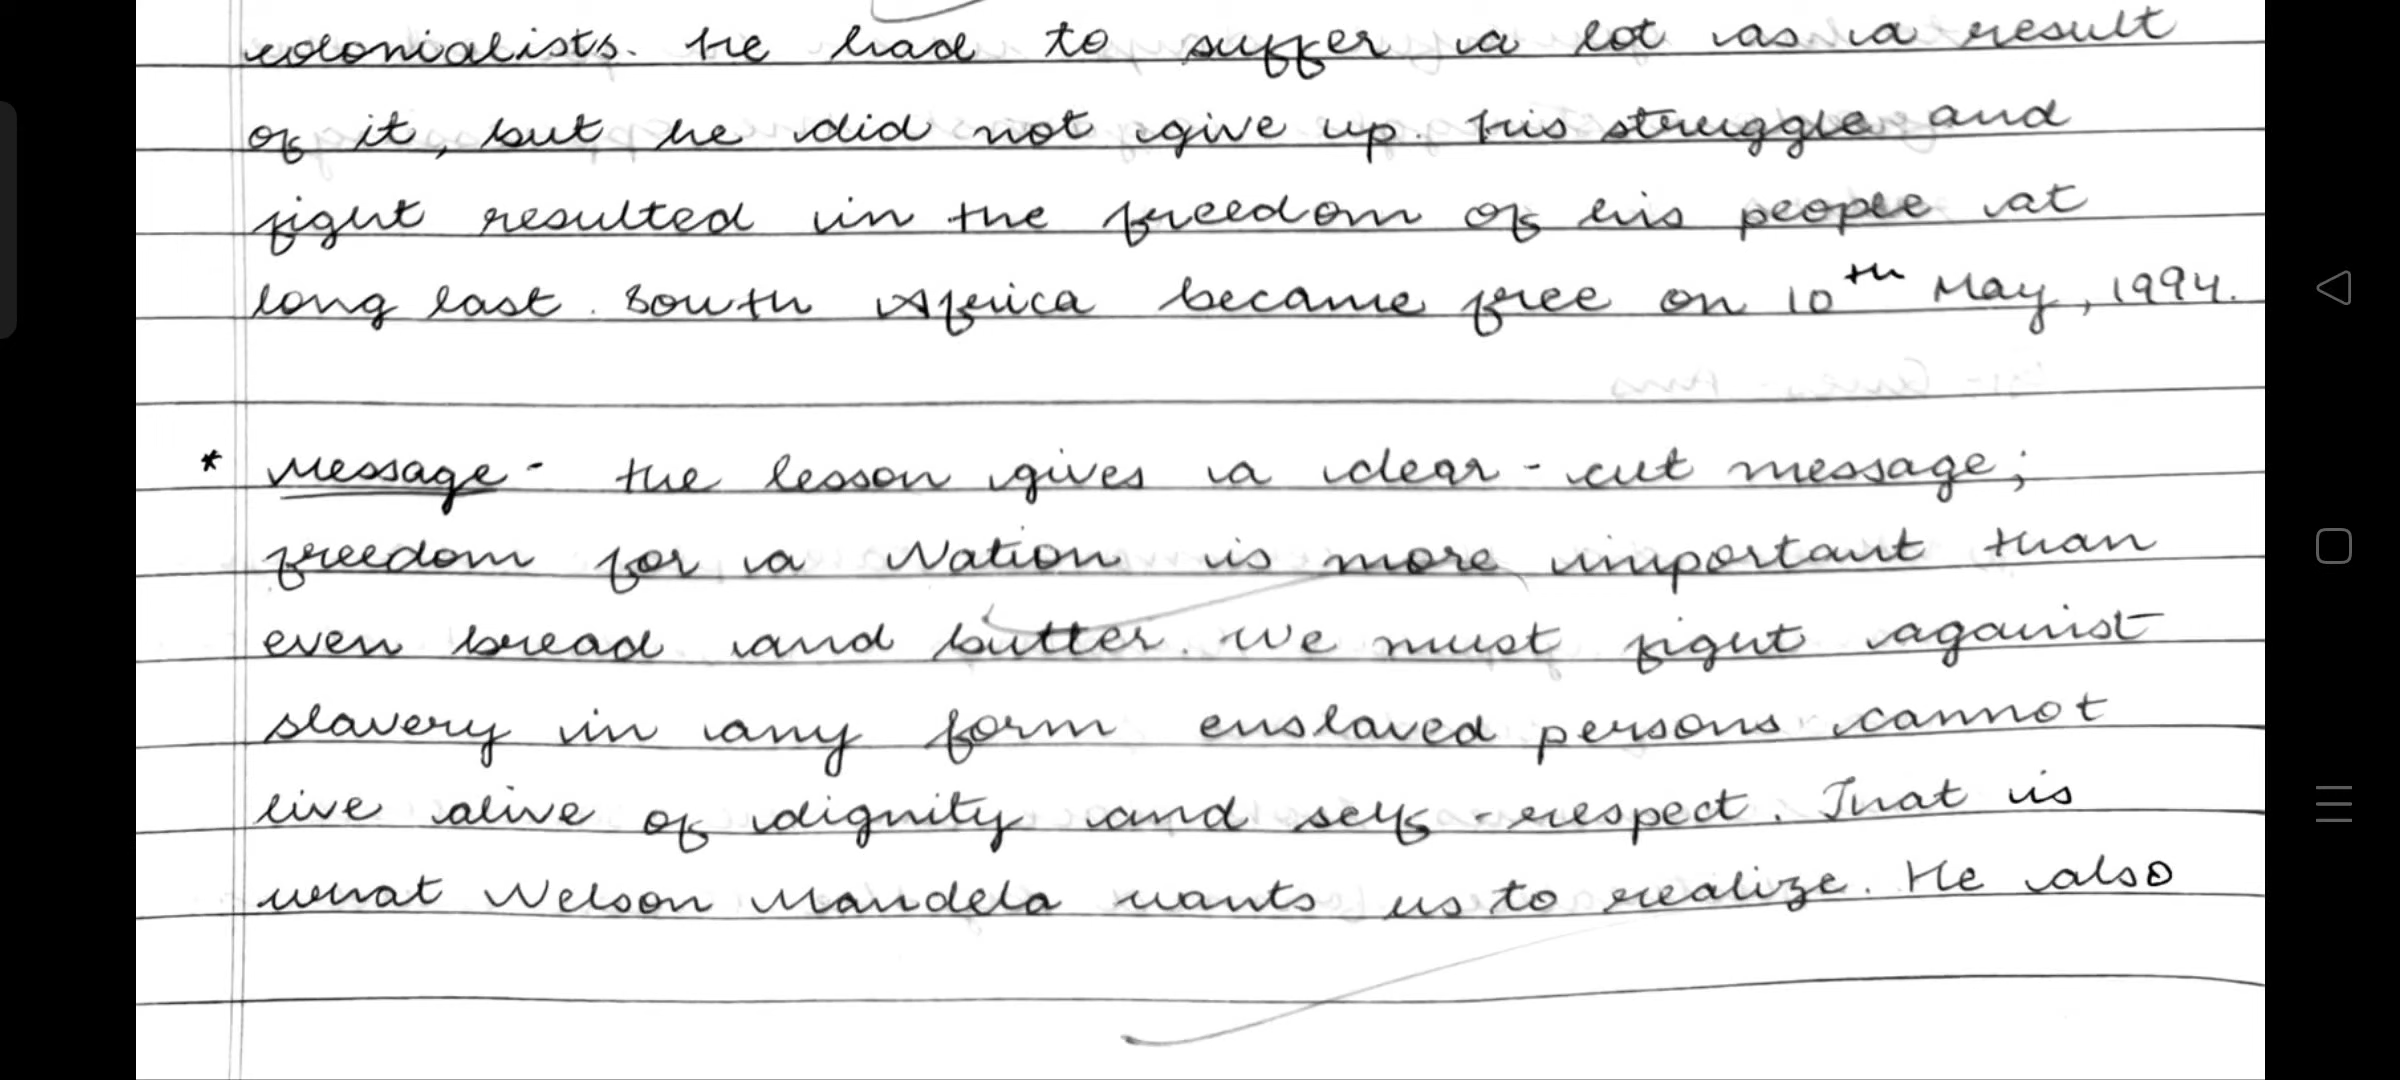 colonialists. He had to suffer a lot as a result
of it, but he did not give up. His struggle and
fight resulted in the freedom of his people at
long last. South Africa became free on 10th May, 1994.
* Message - the lesson gives a clear-cut message;
freedom for a Nation is more important than
even bread and butter. We must fight against
slavery in any form enslaved persons cannot
live alive of dignity and self-respect. That is
what Nelson Mandela wants us to realize. He also